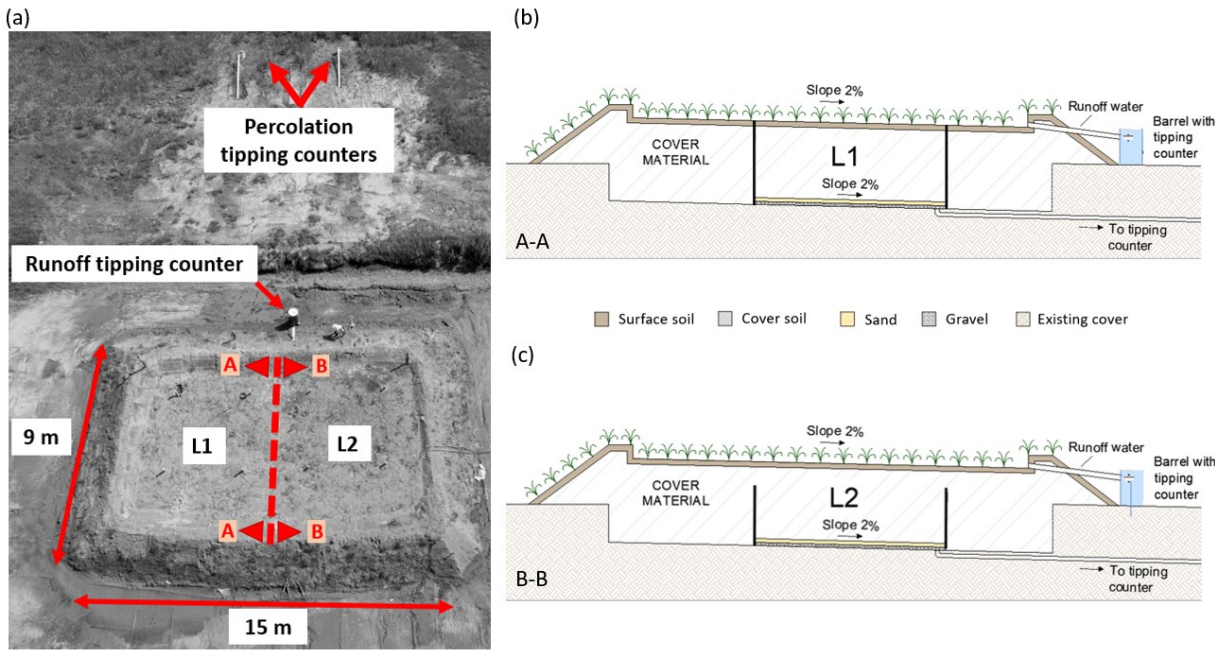 (a)
Percolation
tipping counters
Runoff tipping counter
A
B
9 m
L1
L2
A
B
15 m
(b)
Slope 2%
Runoff water
Barrel with
tipping
counter
COVER
MATERIAL
L1
Slope 2%
A-A
To tipping
counter
Surface soil
Cover soil
Sand
Gravel
Existing cover
(c)
Slope 2%
Runoff water
Barrel with
tipping
counter
COVER
MATERIAL
L2
Slope 2%
B-B
To tipping
counter